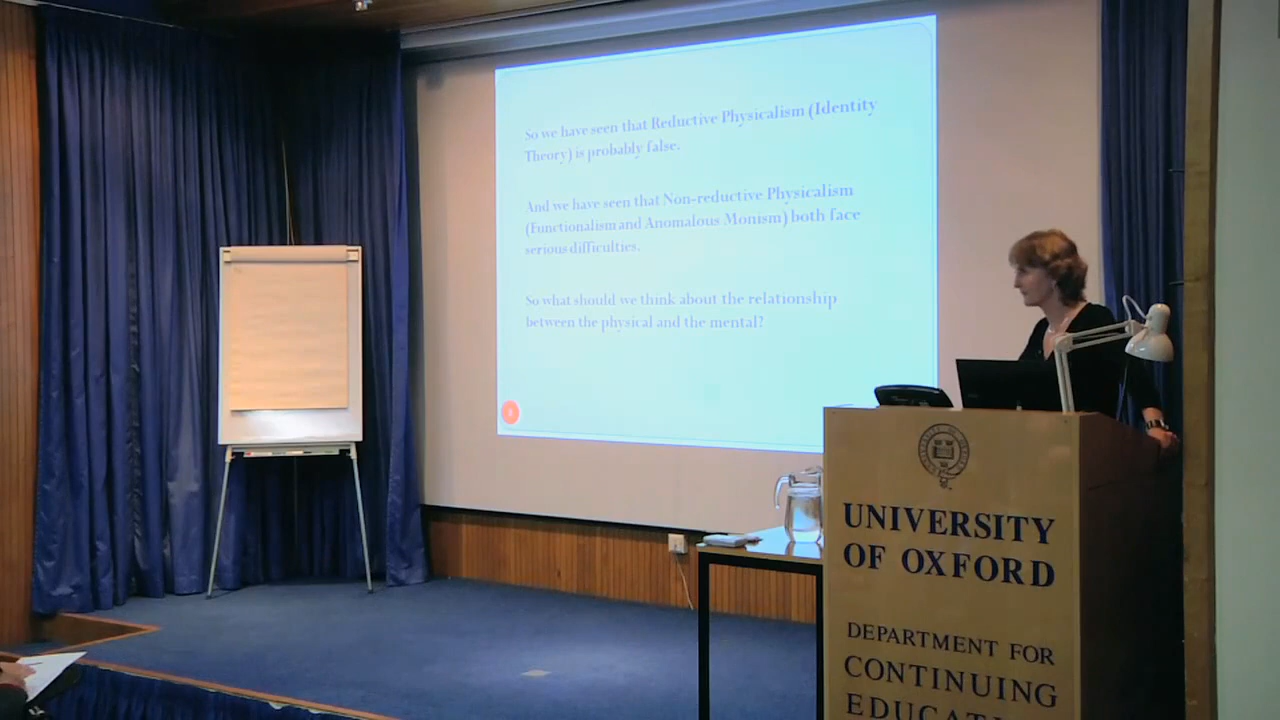 So we have seen that Reductive Physicalism (Identity
Theory) is probably false.
And we have seen that Non-reductive Physicalism
(Functionalism and Anomalous Monism) both face
serious difficulties.
So what should we think about the relationship
between the physical and the mental?
UNIVERSITY
OF OXFORD
DEPARTMENT FOR
CONTINUING